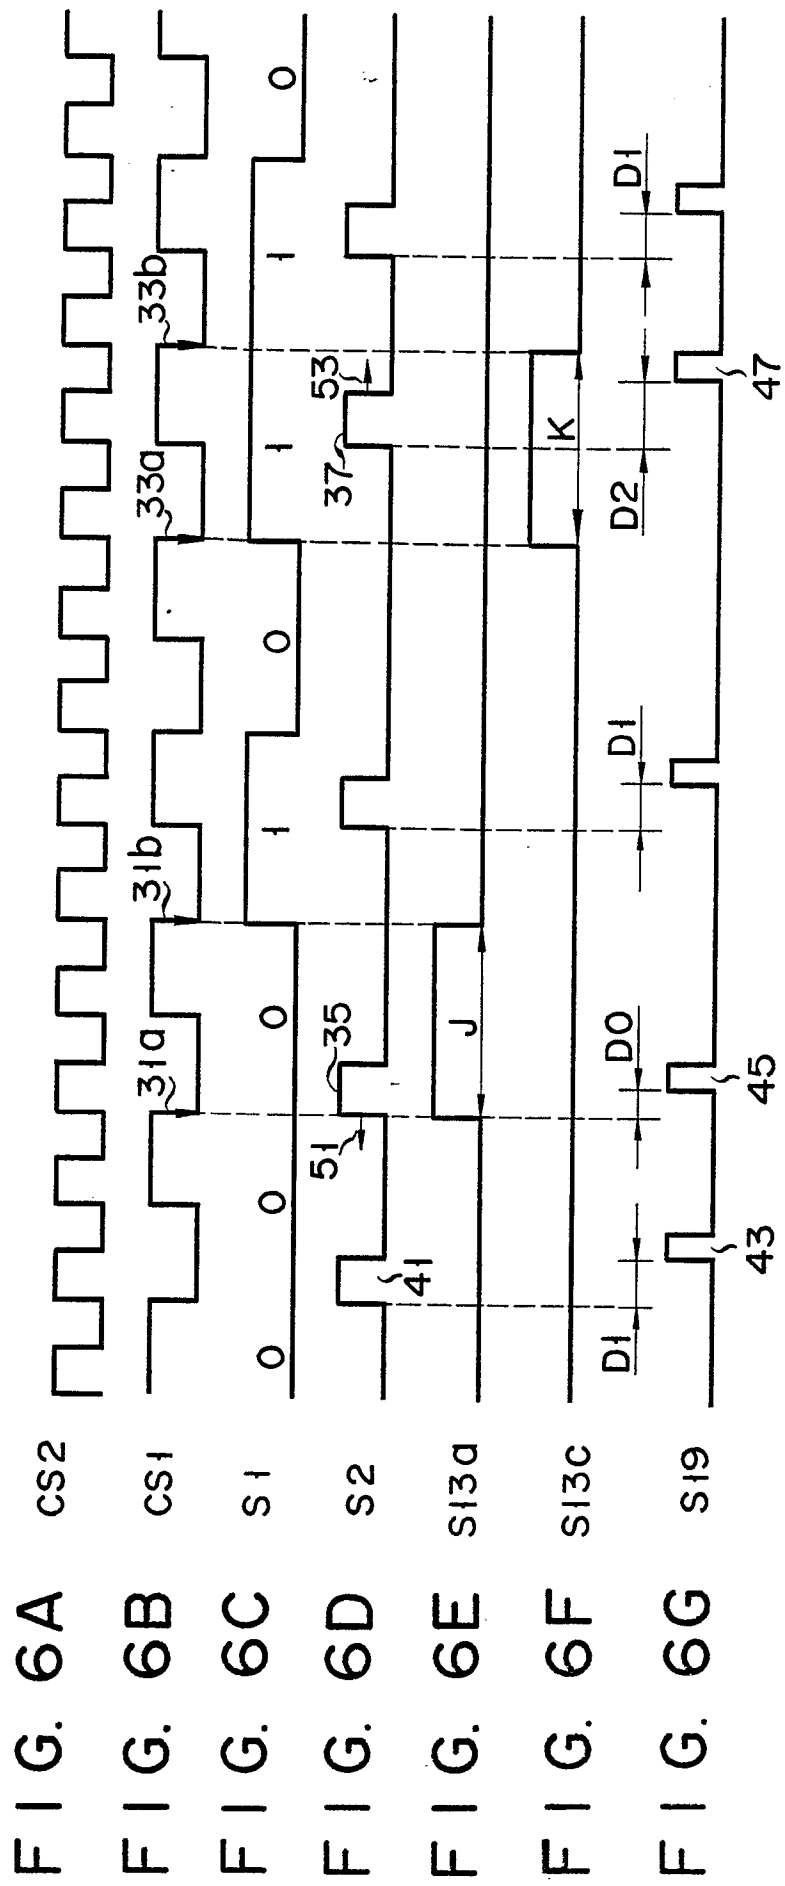 FIG. 6A CS2
FIG. 6B CS1 31a 31b 33a 33b
FIG. 6C S1 0 0 0 1 0 1 1 0
FIG. 6D S2 41 51 35 37 53
FIG. 6E S13a J
FIG. 6F S13c K
D1 D0 D1 D2 D1
FIG. 6G S19 43 45 47